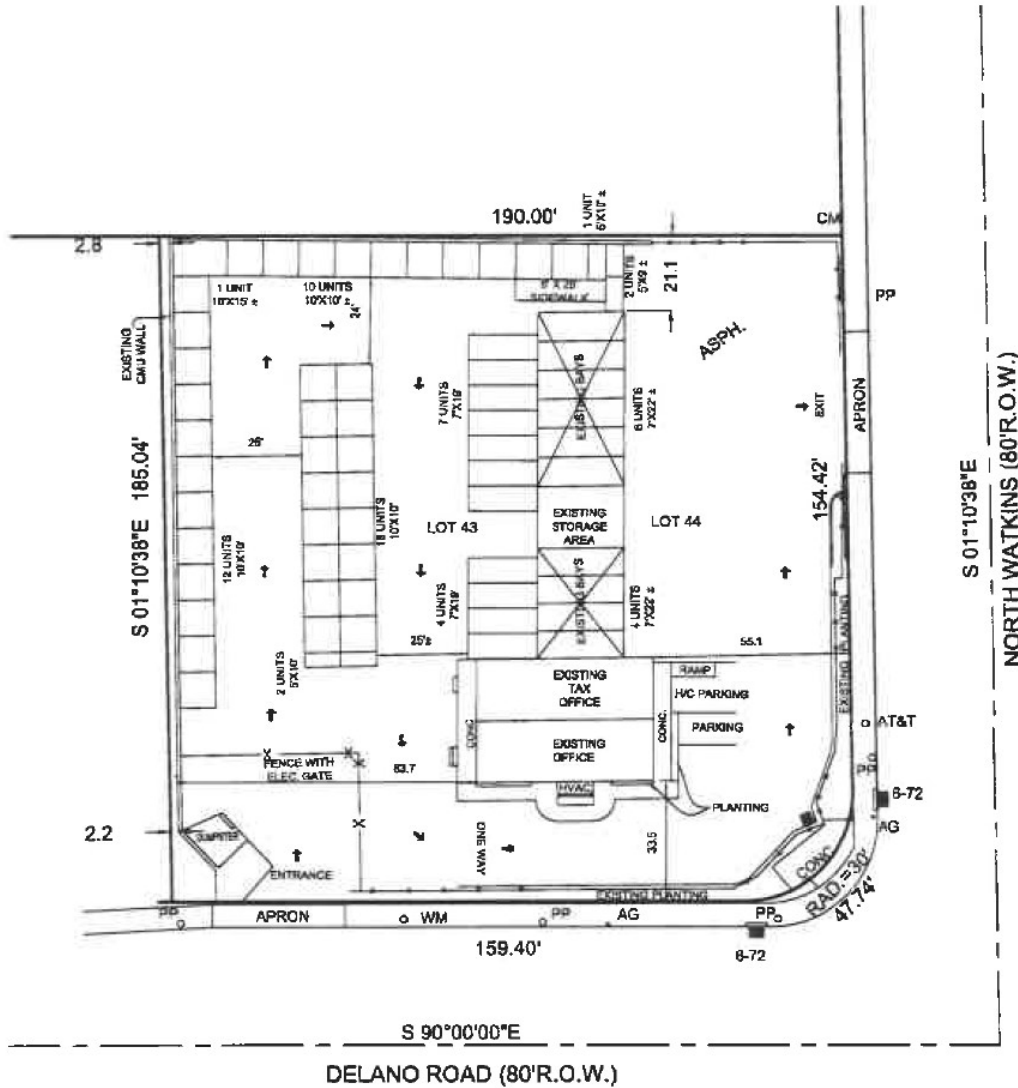 190.00'
1 UNIT
5'X10' ±
CM
2.8
1 UNIT
10'X15' ±
10 UNITS
10'X10' ±
24'
SIDEWALK
2 UNITS
5'X9' ±
21.1
PP
ASPH.
EXISTING
CMU WALL
7 UNITS
7'X19'
EXISTING BAYS
6 UNITS
7'X22' ±
EXIT
APRON
25'
S 01°10'38"E 185.04'
154.42'
S 01°10'38"E
NORTH WATKINS (80'R.O.W.)
12 UNITS
10'X10'
18 UNITS
10'X10'
LOT 43
EXISTING
STORAGE
AREA
LOT 44
4 UNITS
7'X19'
EXISTING BAYS
4 UNITS
7'X22' ±
25'±
55.1
2 UNITS
5'X10'
EXISTING
TAX
OFFICE
RAMP
H/C PARKING
EXISTING PLANTING
CONC
CONC.
PARKING
AT&T
EXISTING
OFFICE
FENCE WITH
ELEC. GATE
63.7
HVAC
PP
PLANTING
6-72
AG
2.2
DUMPSTER
ENTRANCE
ONE WAY
33.5
CONC
EXISTING PLANTING
RAD.=30'
47.74'
PP
APRON
WM
PP
AG
PP
159.40'
6-72
S 90°00'00"E
DELANO ROAD (80'R.O.W.)